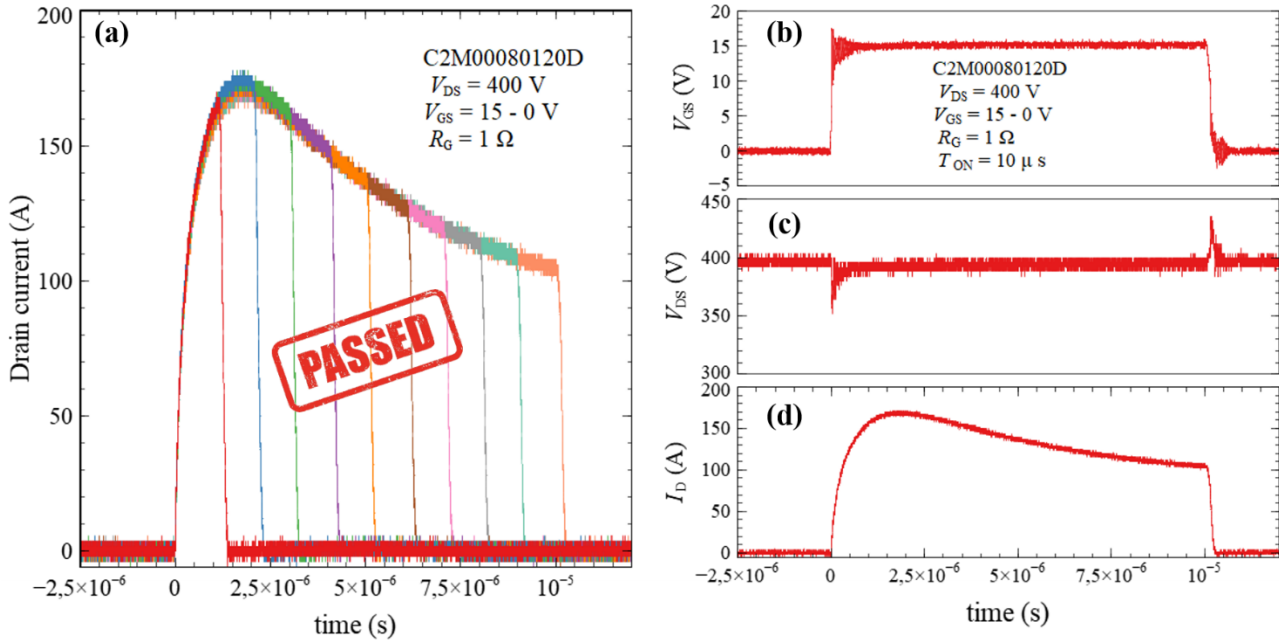 (a)
C2M00080120D
V_DS = 400 V
V_GS = 15 - 0 V
R_G = 1 Ω
PASSED
Drain current (A)
200
150
100
50
0
−2,5×10⁻⁶ 0 2,5×10⁻⁶ 5×10⁻⁶ 7,5×10⁻⁶ 10⁻⁵
time (s)
(b)
C2M00080120D
V_DS = 400 V
V_GS = 15 - 0 V
R_G = 1 Ω
T_ON = 10 µ s
V_GS (V)
20
15
10
5
0
−5
(c)
V_DS (V)
450
400
350
300
(d)
I_D (A)
200
150
100
50
0
−2,5×10⁻⁶ 0 2,5×10⁻⁶ 5×10⁻⁶ 7,5×10⁻⁶ 10⁻⁵
time (s)